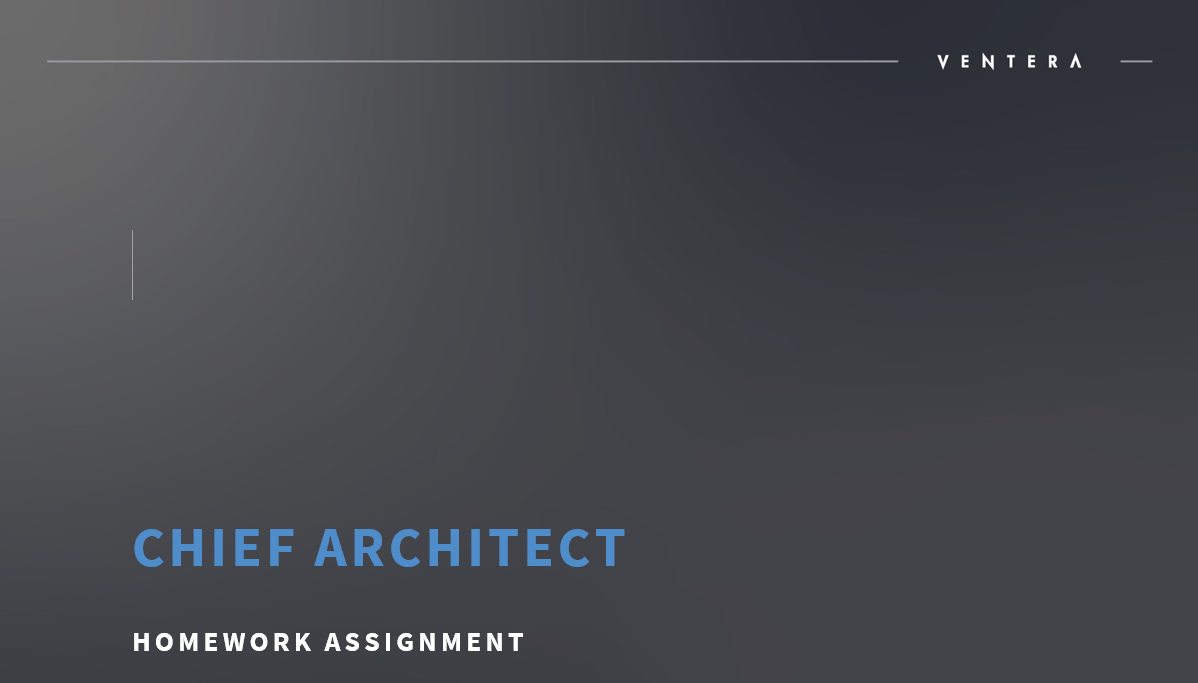 VENTERA
CHIEF ARCHITECT
HOMEWORK ASSIGNMENT